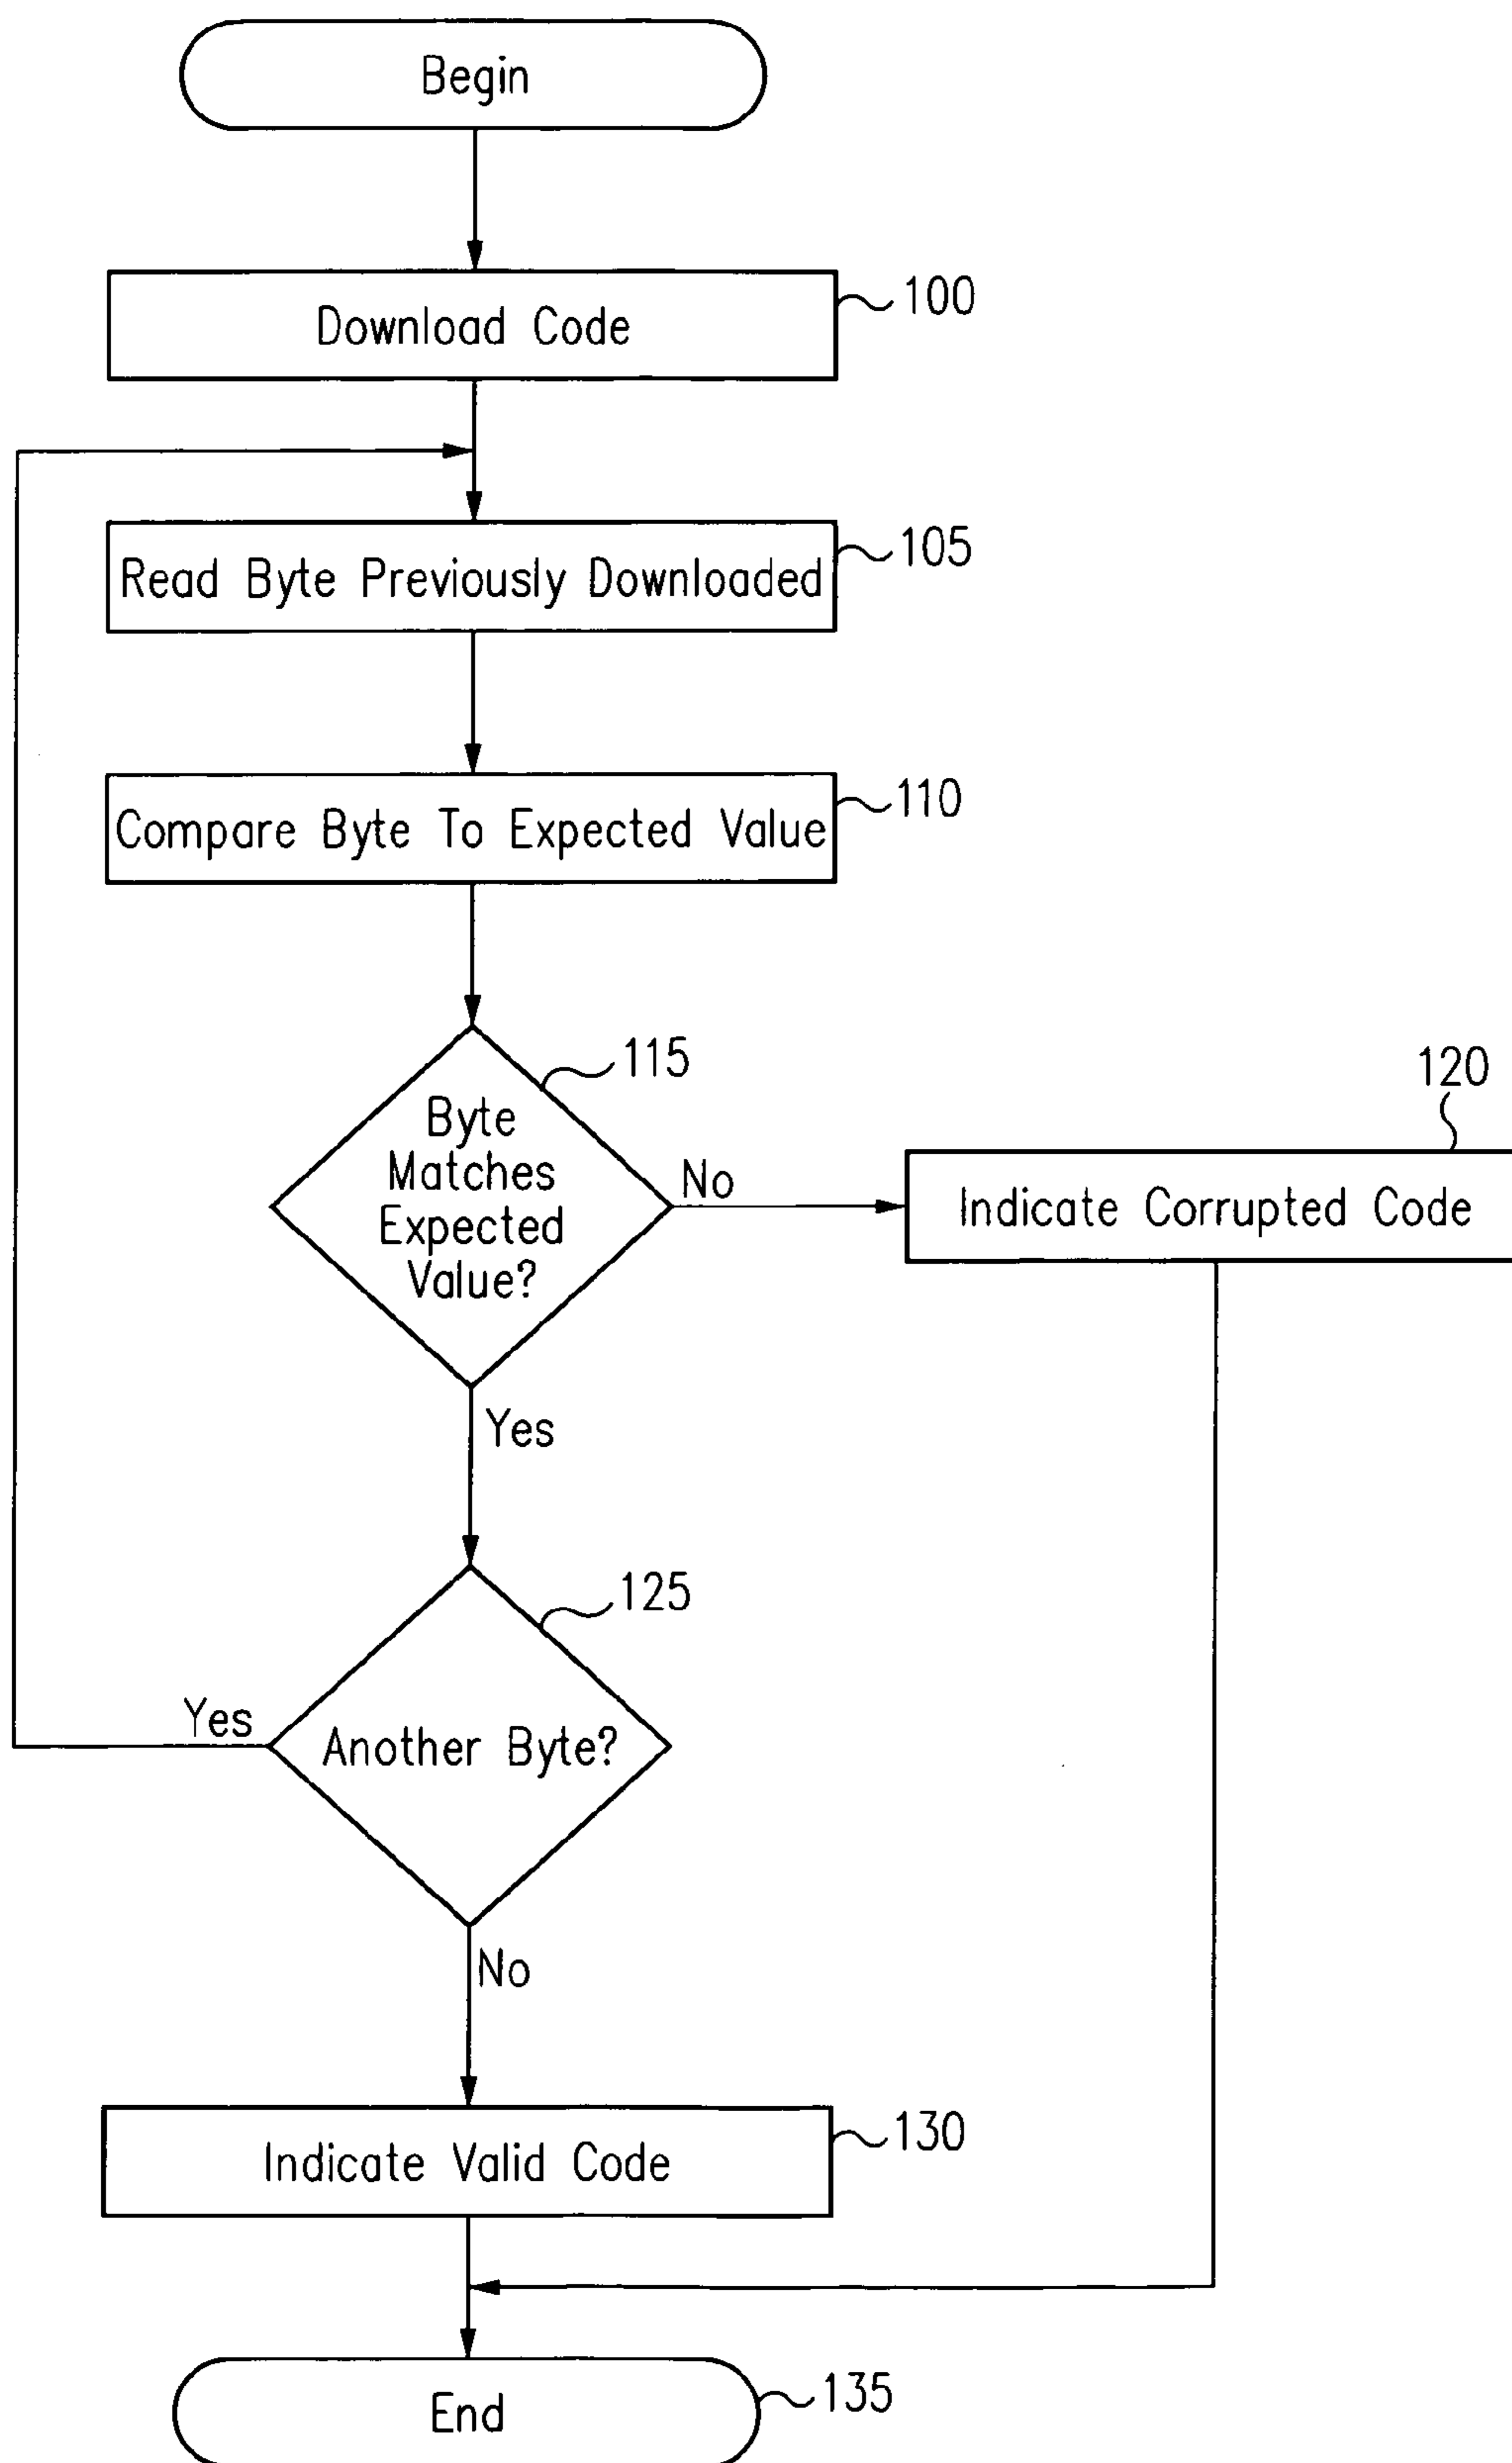 Begin
Download Code
100
Read Byte Previously Downloaded
105
Compare Byte To Expected Value
110
115
Byte
Matches
Expected
Value?
No
120
Indicate Corrupted Code
Yes
125
Another Byte?
Yes
No
Indicate Valid Code
130
End
135